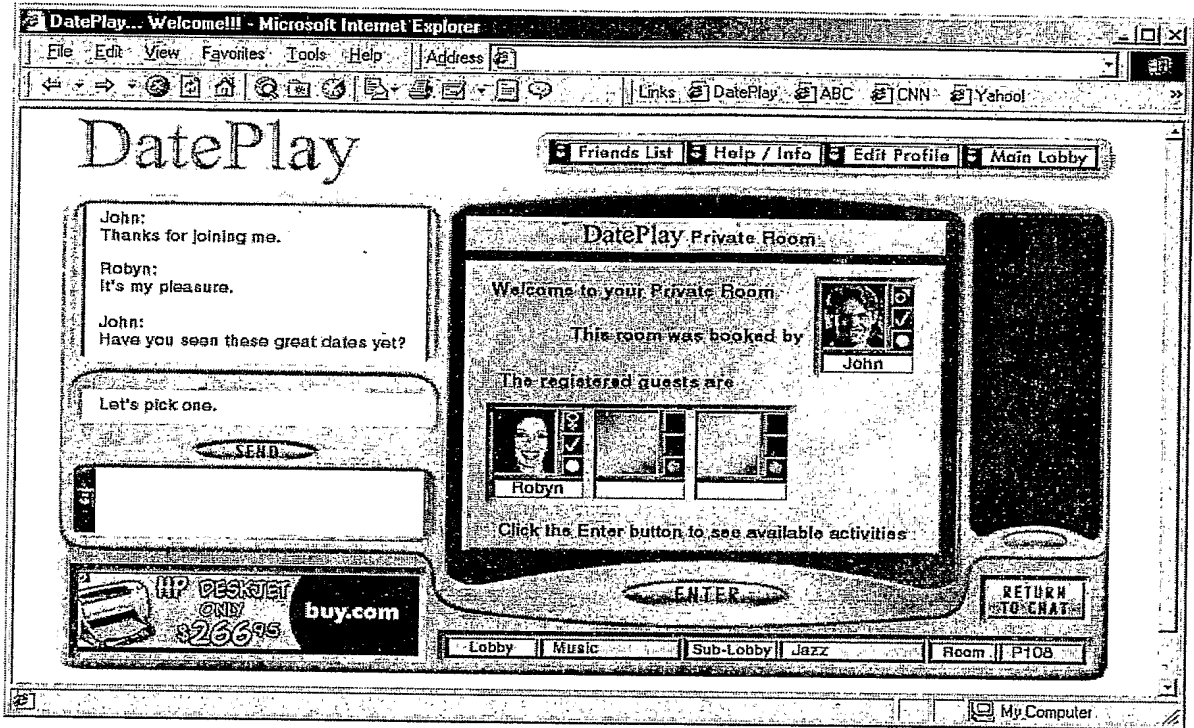 DatePlay... Welcome!!! - Microsoft Internet Explorer
File Edit View Favorites Tools Help Address
Links DatePlay ABC CNN Yahoo!
DatePlay
Friends List Help / Info Edit Profile Main Lobby
John:
Thanks for joining me.
Robyn:
It's my pleasure.
John:
Have you seen these great dates yet?
Let's pick one.
SEND
DatePlay Private Room
Welcome to your Private Room
This room was booked by
John
The registered guests are
Robyn
Click the Enter button to see available activities
ENTER
RETURN
TO CHAT
HP DESKJET
ONLY
$266.95
buy.com
Lobby Music Sub-Lobby Jazz Room P108
My Computer